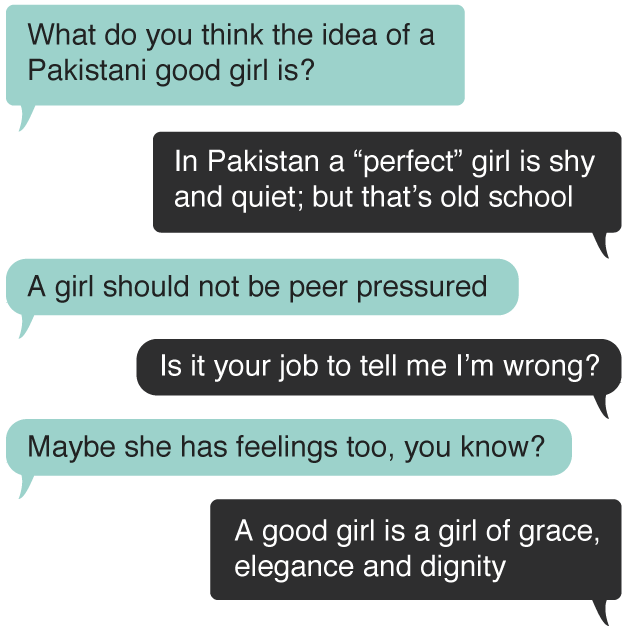 What do you think the idea of a
Pakistani good girl is?
In Pakistan a “perfect” girl is shy
and quiet; but that’s old school
A girl should not be peer pressured
Is it your job to tell me I’m wrong?
Maybe she has feelings too, you know?
A good girl is a girl of grace,
elegance and dignity